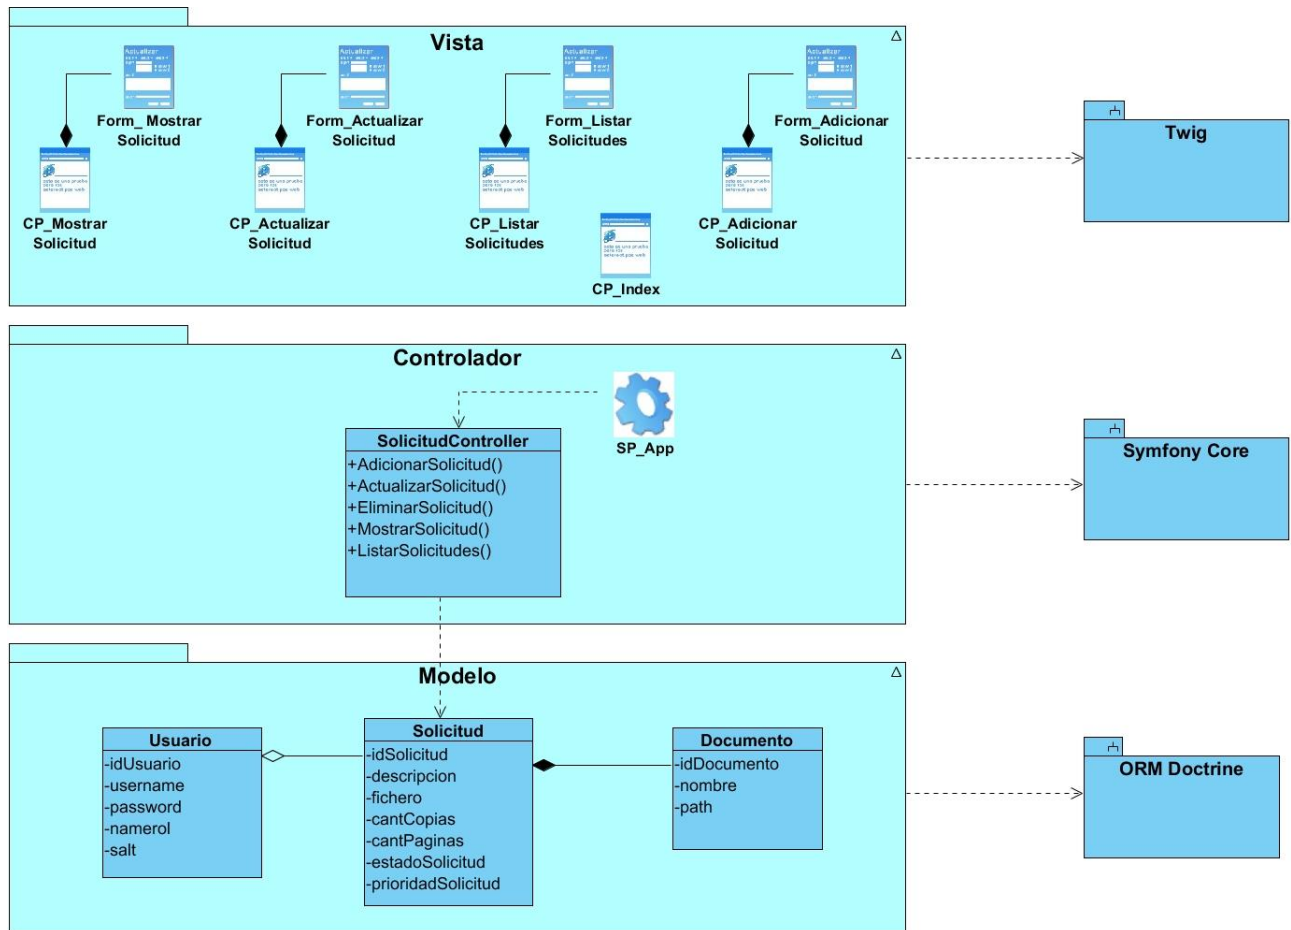 Vista
Form_ Mostrar
Solicitud
Form_Actualizar
Solicitud
Form_Listar
Solicitudes
Form_Adicionar
Solicitud
CP_Mostrar
Solicitud
CP_Actualizar
Solicitud
CP_Listar
Solicitudes
CP_Adicionar
Solicitud
CP_Index
Twig
Controlador
SP_App
SolicitudController
+AdicionarSolicitud()
+ActualizarSolicitud()
+EliminarSolicitud()
+MostrarSolicitud()
+ListarSolicitudes()
Symfony Core
Modelo
Usuario
-idUsuario
-username
-password
-namerol
-salt
Solicitud
-idSolicitud
-descripcion
-fichero
-cantCopias
-cantPaginas
-estadoSolicitud
-prioridadSolicitud
Documento
-idDocumento
-nombre
-path
ORM Doctrine